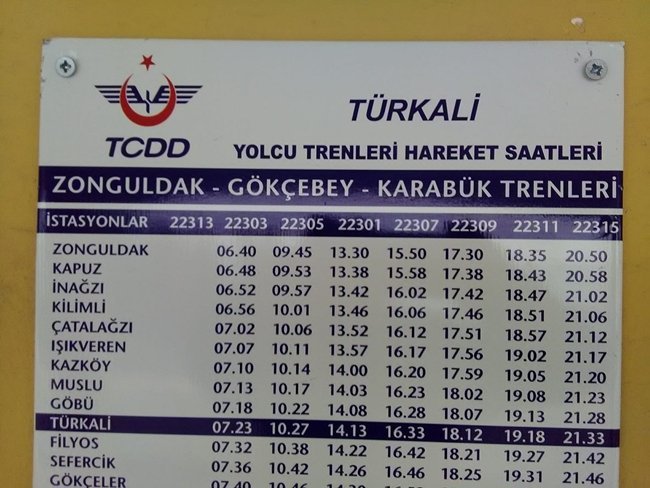 TCDD
TÜRKALİ
YOLCU TRENLERİ HAREKET SAATLERİ
ZONGULDAK - GÖKÇEBEY - KARABÜK TRENLERİ
İSTASYONLAR 22313 22303 22305 22301 22307 22309 22311 22315
ZONGULDAK 06.40 09.45 13.30 15.50 17.30 18.35 20.50
KAPUZ 06.48 09.53 13.38 15.58 17.38 18.43 20.58
İNAĞZI 06.52 09.57 13.42 16.02 17.42 18.47 21.02
KİLİMLİ 06.56 10.01 13.46 16.06 17.46 18.51 21.06
ÇATALAĞZI 07.02 10.06 13.52 16.12 17.51 18.57 21.12
IŞIKVEREN 07.07 10.11 13.57 16.17 17.56 19.02 21.17
KAZKÖY 07.10 10.14 14.00 16.20 17.59 19.05 21.20
MUSLU 07.13 10.17 14.03 16.23 18.02 19.08 21.23
GÖBÜ 07.18 10.22 14.08 16.28 18.07 19.13 21.28
TÜRKALİ 07.23 10.27 14.13 16.33 18.12 19.18 21.33
FİLYOS 07.32 10.38 14.22 16.42 18.21 19.27 21.42
SEFERCİK 07.36 10.42 14.26 16.46 18.25 19.31 21.46
GÖKÇELER